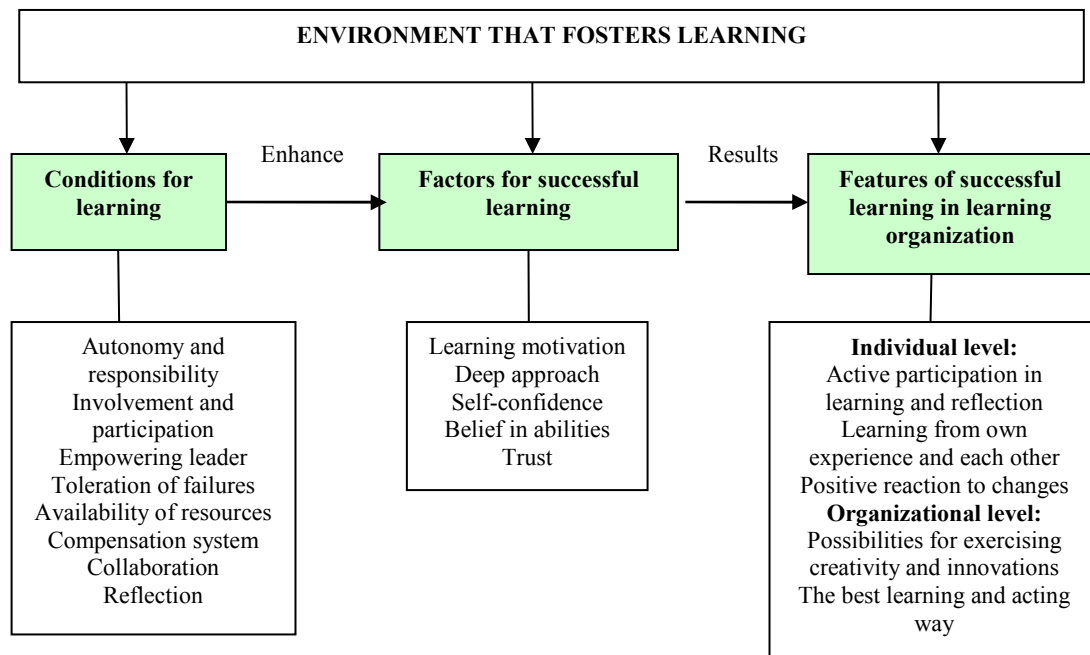 ENVIRONMENT THAT FOSTERS LEARNING
Enhance
Results
Conditions for
learning
Factors for successful
learning
Features of successful
learning in learning
organization
Autonomy and
responsibility
Involvement and
participation
Empowering leader
Toleration of failures
Availability of resources
Compensation system
Collaboration
Reflection
Learning motivation
Deep approach
Self-confidence
Belief in abilities
Trust
Individual level:
Active participation in
learning and reflection
Learning from own
experience and each other
Positive reaction to changes
Organizational level:
Possibilities for exercising
creativity and innovations
The best learning and acting
way